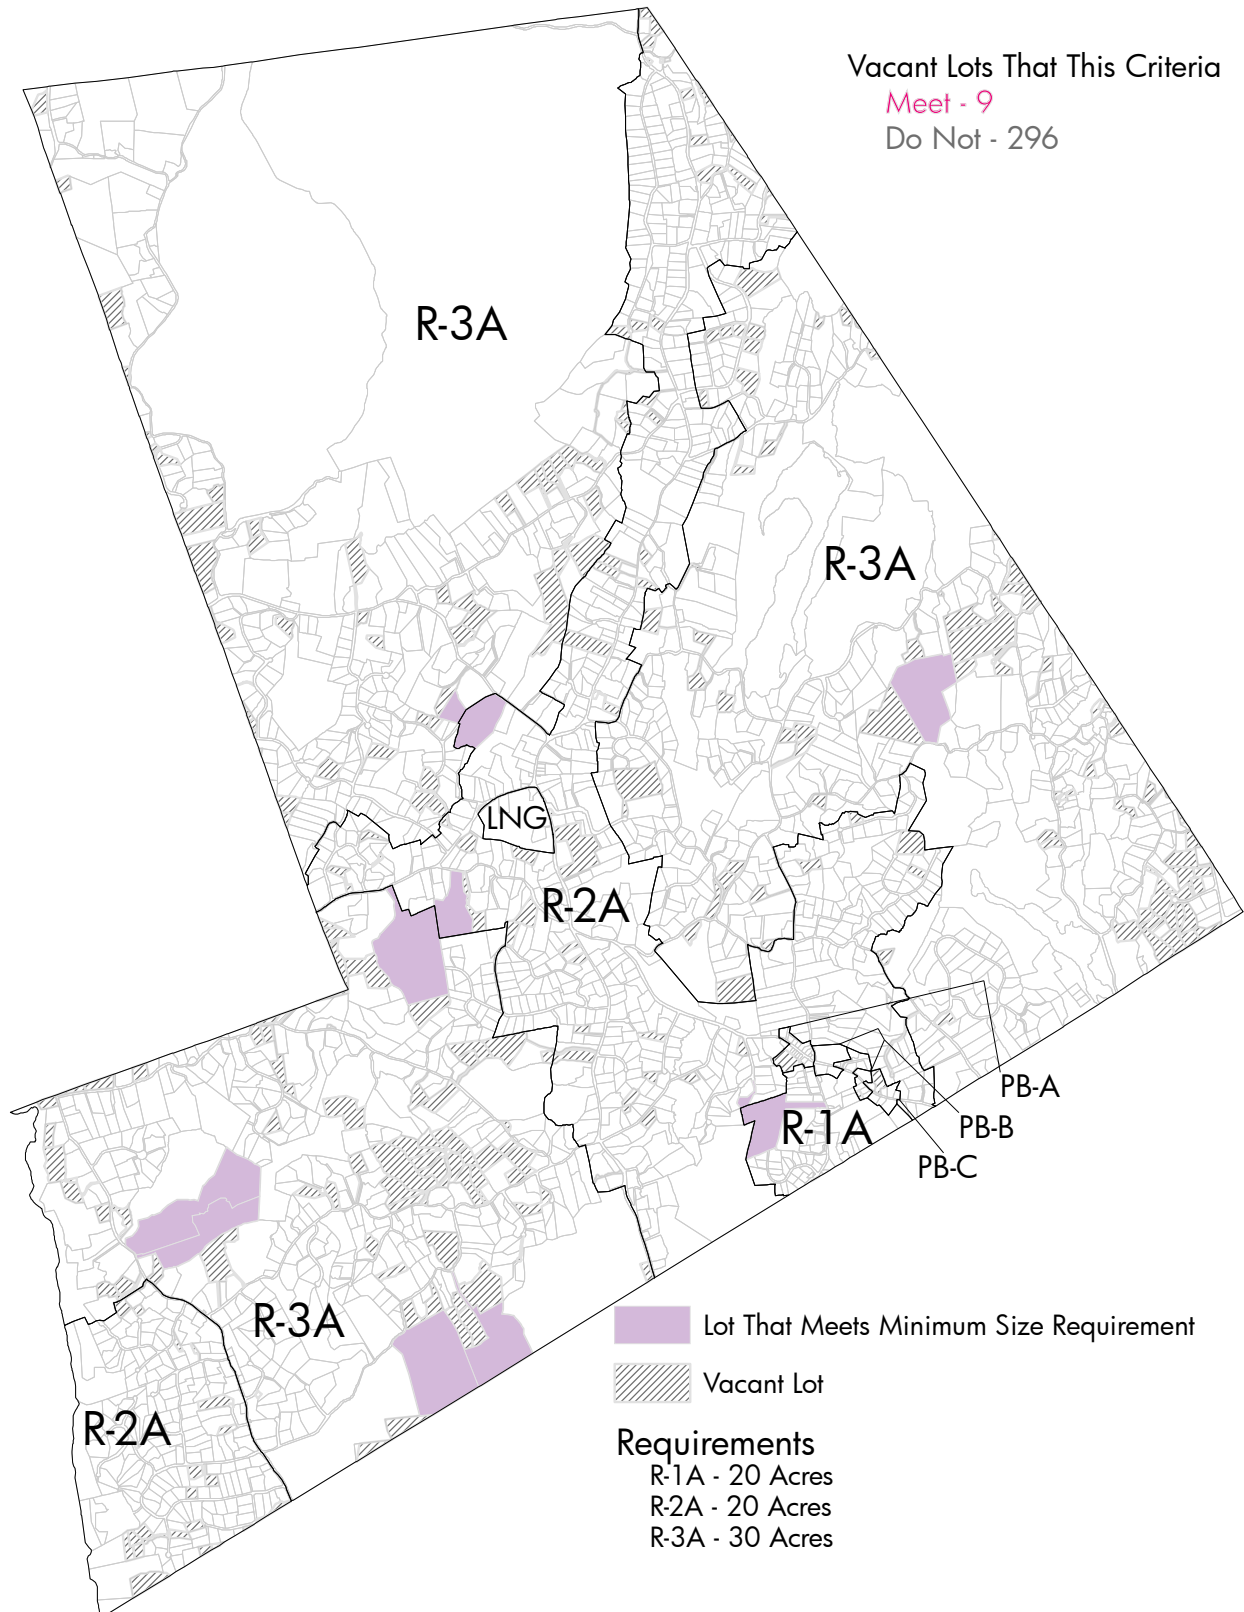 Vacant Lots That This Criteria
Meet - 9
Do Not - 296
R-3A
R-3A
LNG
R-2A
PB-A
R-1A
PB-B
PB-C
R-3A
Lot That Meets Minimum Size Requirement
Vacant Lot
R-2A
Requirements
R-1A - 20 Acres
R-2A - 20 Acres
R-3A - 30 Acres